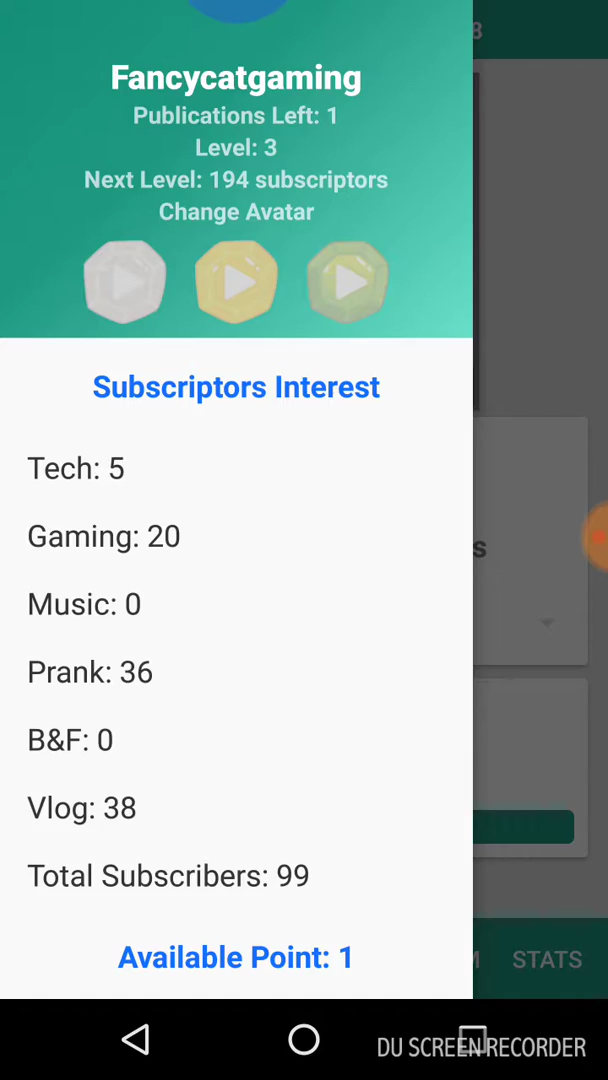 Fancycatgaming
Publications Left: 1
Level: 3
Next Level: 194 subscriptors
Change Avatar
Subscriptors Interest
Tech: 5
Gaming: 20
Music: 0
Prank: 36
B&F: 0
Vlog: 38
Total Subscribers: 99
Available Point: 1
STATS
DU SCREEN RECORDER